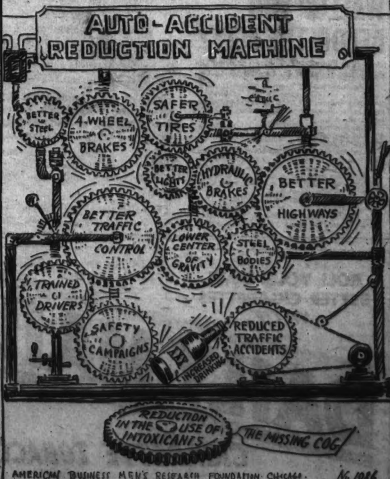 AUTO-ACCIDENT
REDUCTION MACHINE
BETTER
STEEL
4-WHEEL
BRAKES
SAFER
TIRES
BETTER
LIGHTS
HYDRAULIC
BRAKES
BETTER
HIGHWAYS
BETTER
TRAFFIC
CONTROL
LOWER
CENTER
OF
GRAVITY
STEEL
BODIES
TRAINED
DRIVERS
SAFETY
CAMPAIGNS
INCREASED
DRINKING
REDUCED
TRAFFIC
ACCIDENTS
REDUCTION
IN THE USE OF
INTOXICANTS
THE MISSING COG
AMERICAN BUSINESS MEN'S RESEARCH FOUNDATION. CHICAGO.